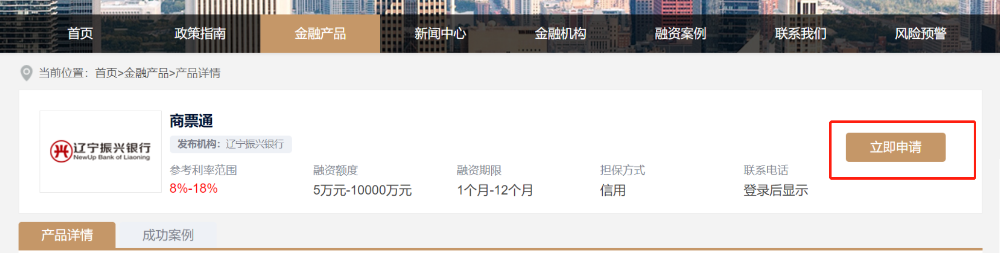 首页 政策指南 金融产品 新闻中心 金融机构 融资案例 联系我们 风险预警
当前位置：首页>金融产品>产品详情
辽宁振兴银行
NewUp Bank of Liaoning
商票通
发布机构：辽宁振兴银行
立即申请
参考利率范围 融资额度 融资期限 担保方式 联系电话
8%-18% 5万元-10000万元 1个月-12个月 信用 登录后显示
产品详情 成功案例